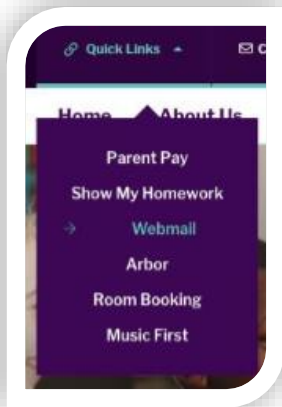 Quick Links
Home About Us
Parent Pay
Show My Homework
Webmail
Arbor
Room Booking
Music First